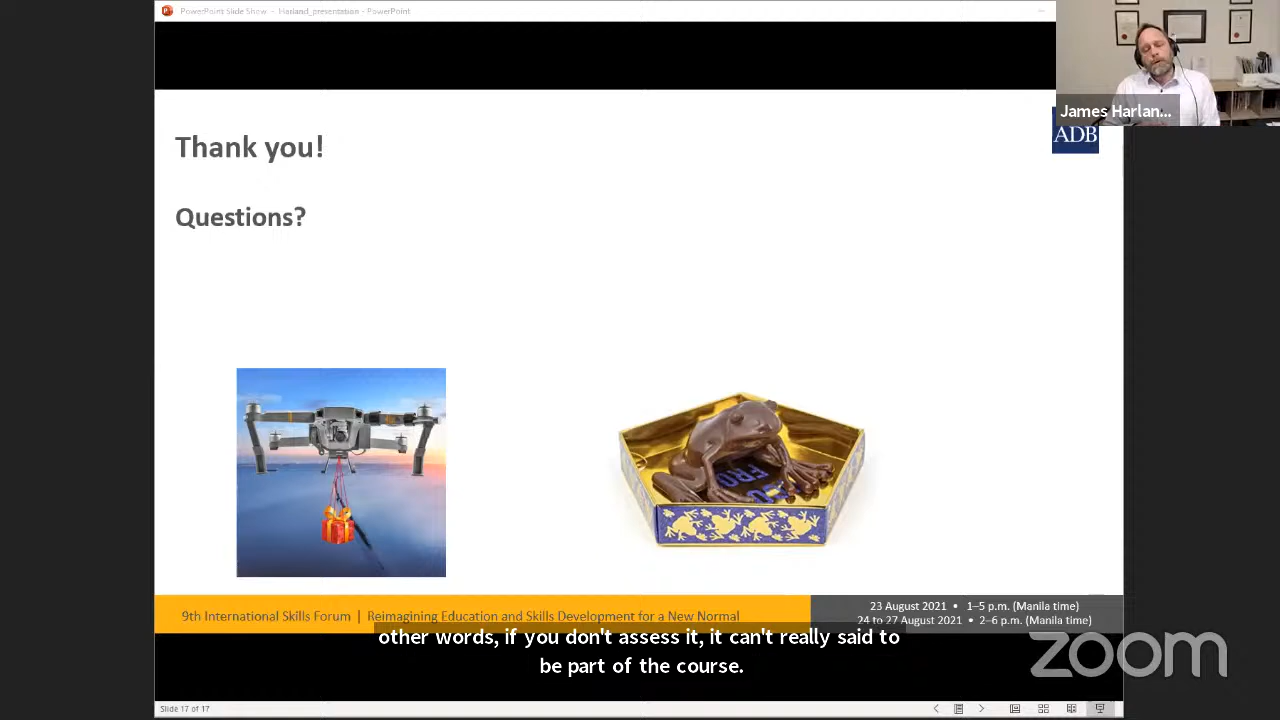 PowerPoint Slide Show - Harland_presentation - PowerPoint
James Harlan...
ADB
Thank you!
Questions?
FRO
9th International Skills Forum | Reimagining Education and Skills Development for a New Normal
23 August 2021 • 1–5 p.m. (Manila time)
24 to 27 August 2021 • 2–6 p.m. (Manila time)
other words, if you don't assess it, it can't really said to
be part of the course.
zoom
Slide 17 of 17